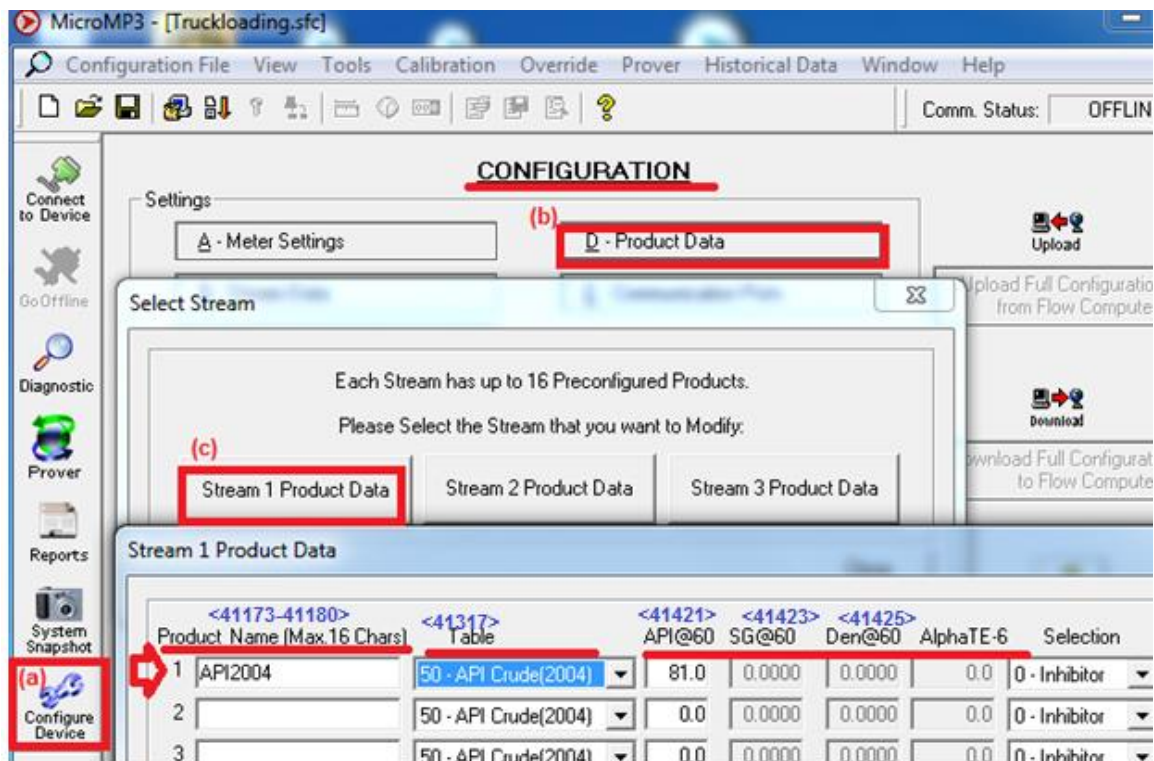 MicroMP3 - [Truckloading.sfc]
Configuration File View Tools Calibration Override Prover Historical Data Window Help
Comm. Status: OFFLIN
CONFIGURATION
Connect to Device
Settings
(b)
A - Meter Settings
D - Product Data
Upload
Go Offline
Select Stream
Upload Full Configuratio
from Flow Compute
Diagnostic
Each Stream has up to 16 Preconfigured Products.
Please Select the Stream that you want to Modify:
Download
Prover
(c)
Stream 1 Product Data
Stream 2 Product Data
Stream 3 Product Data
ownload Full Configurat
to Flow Compute
Reports
Stream 1 Product Data
System Snapshot
<41173-41180> <41317> <41421> <41423> <41425>
Product Name (Max.16 Chars) Table API@60 SG@60 Den@60 AlphaTE-6 Selection
(a)
Configure Device
1 API2004 50 - API Crude(2004) 81.0 0.0000 0.0000 0.0 0 - Inhibitor
2 50 - API Crude(2004) 0.0 0.0000 0.0000 0.0 0 - Inhibitor
3 50 - API Crude(2004) 0.0 0.0000 0.0000 0.0 0 - Inhibitor